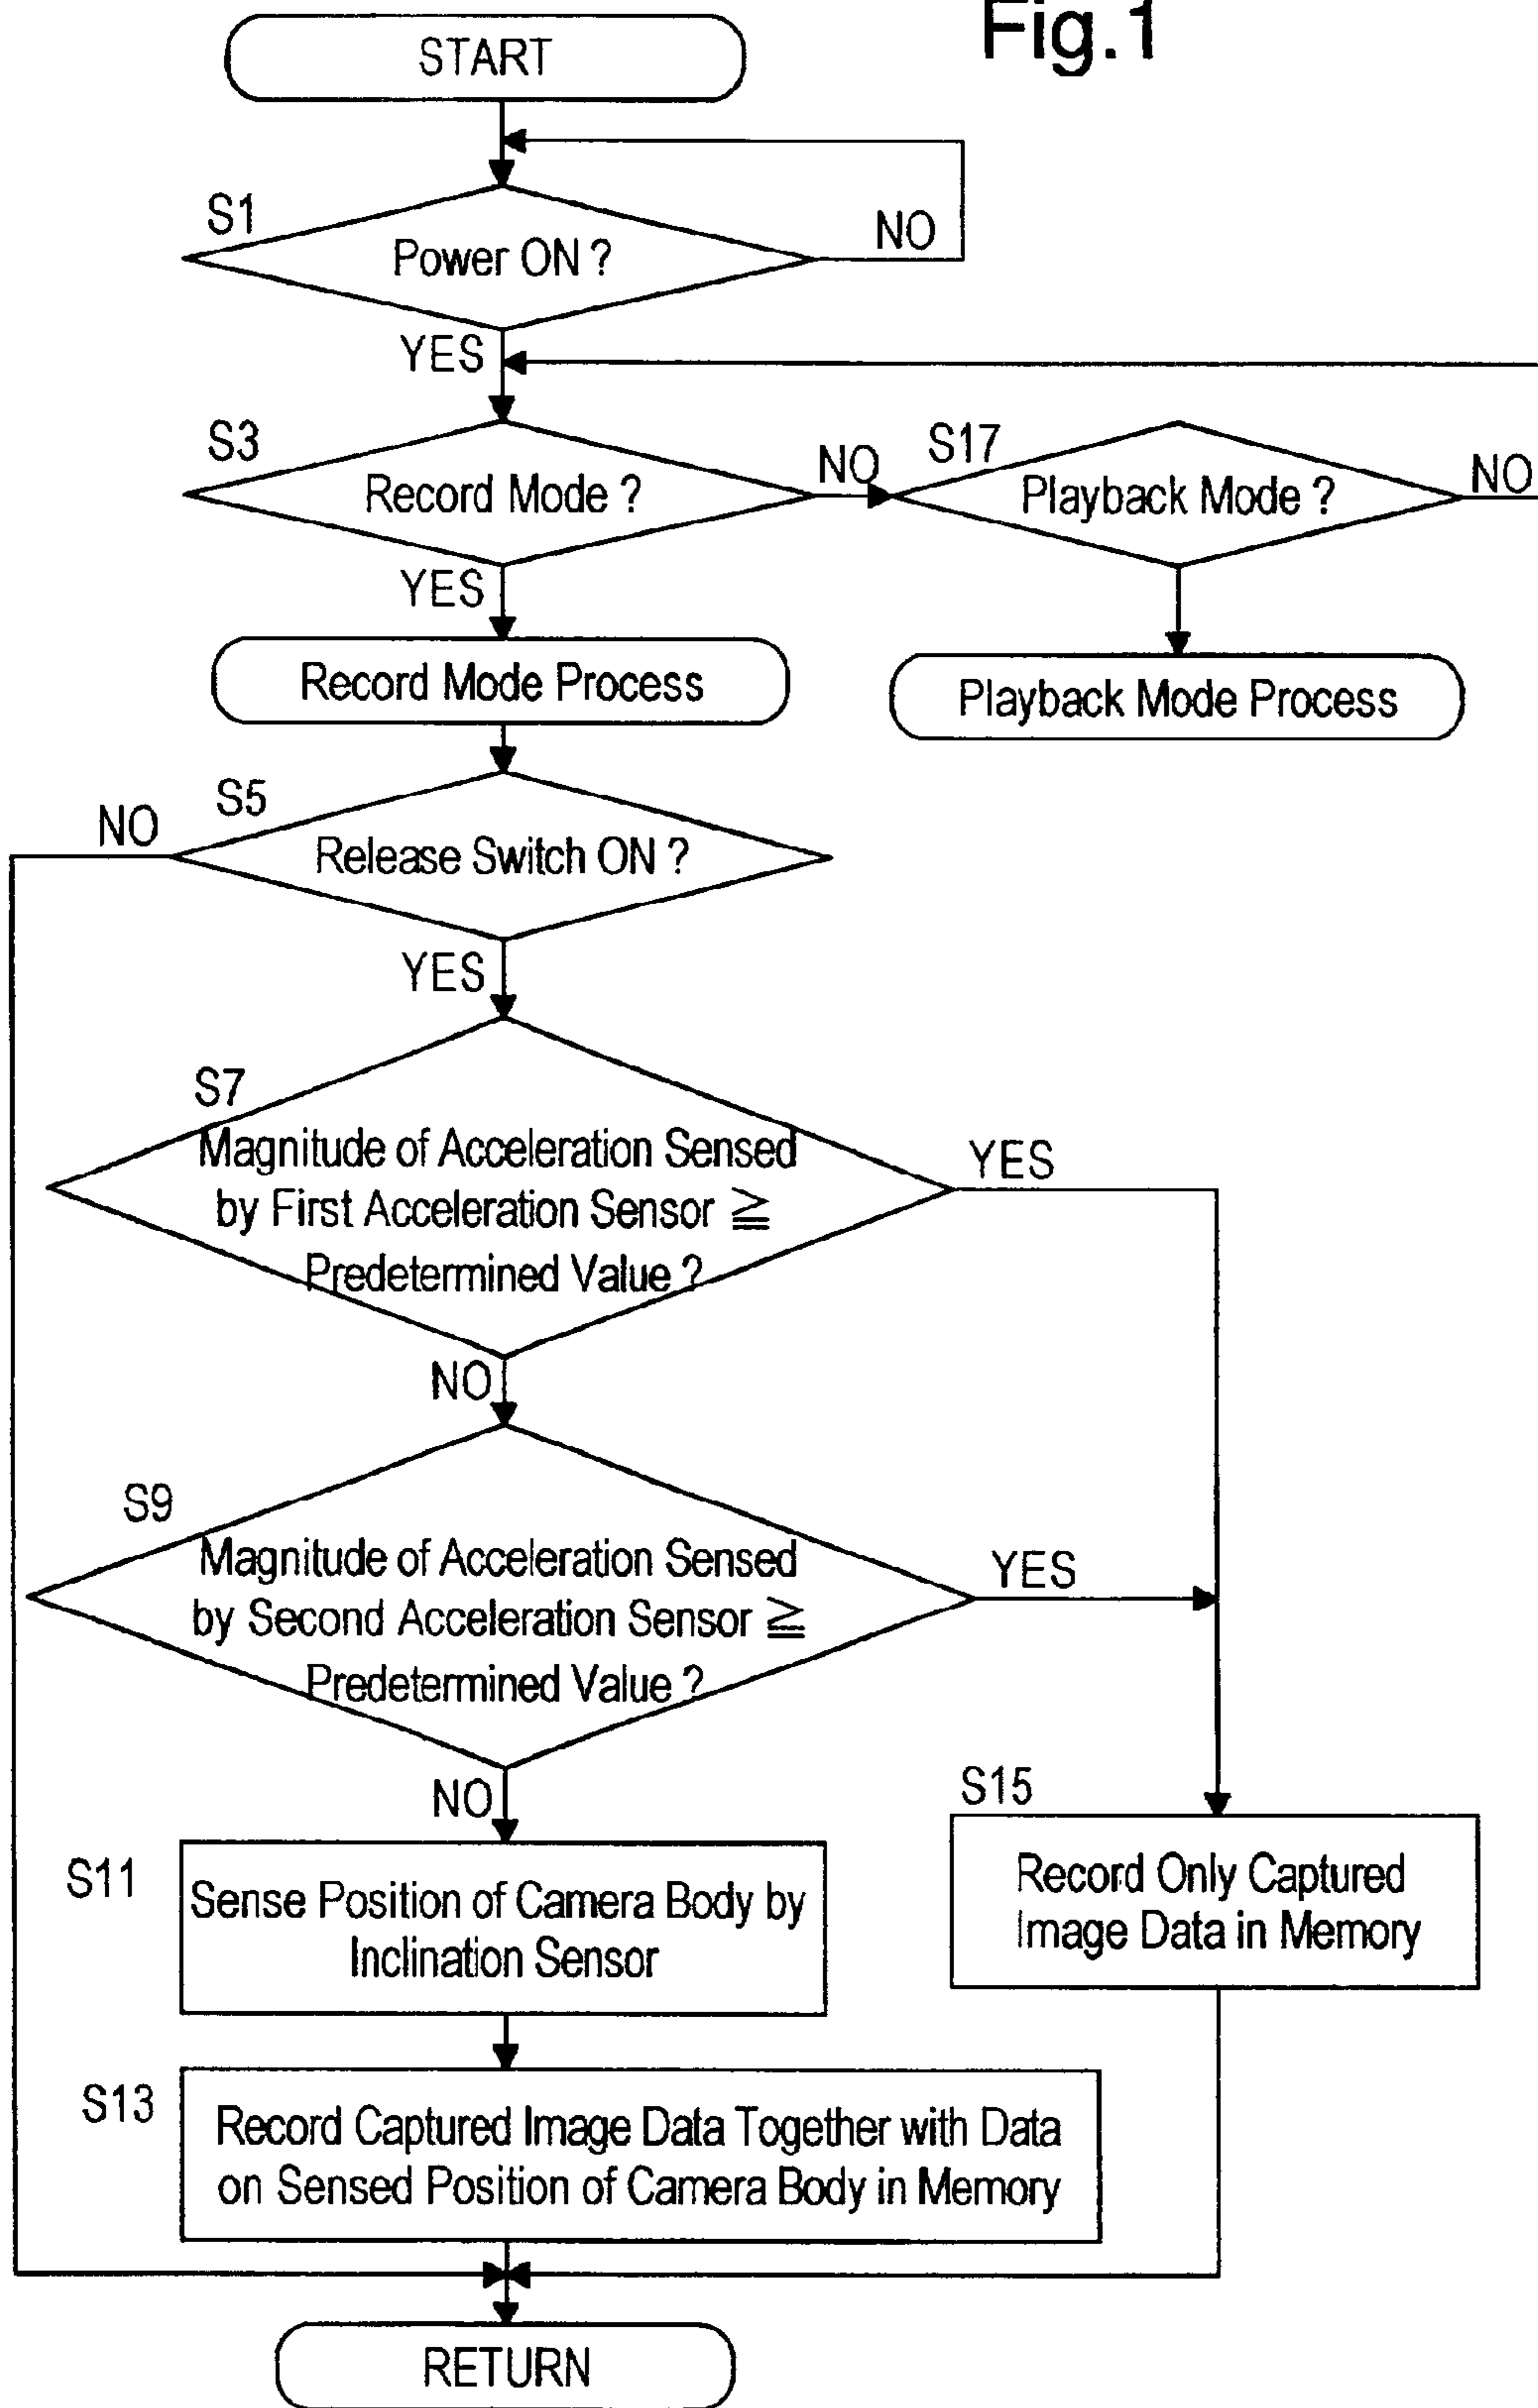 Fig.1
START
S1
Power ON ?
NO
YES
S3
Record Mode ?
NO
S17
Playback Mode ?
NO
YES
Record Mode Process
Playback Mode Process
S5
NO
Release Switch ON ?
YES
S7
Magnitude of Acceleration Sensed
by First Acceleration Sensor ≧
Predetermined Value ?
YES
NO
S9
Magnitude of Acceleration Sensed
by Second Acceleration Sensor ≧
Predetermined Value ?
YES
NO
S11
Sense Position of Camera Body by
Inclination Sensor
S15
Record Only Captured
Image Data in Memory
S13
Record Captured Image Data Together with Data
on Sensed Position of Camera Body in Memory
RETURN